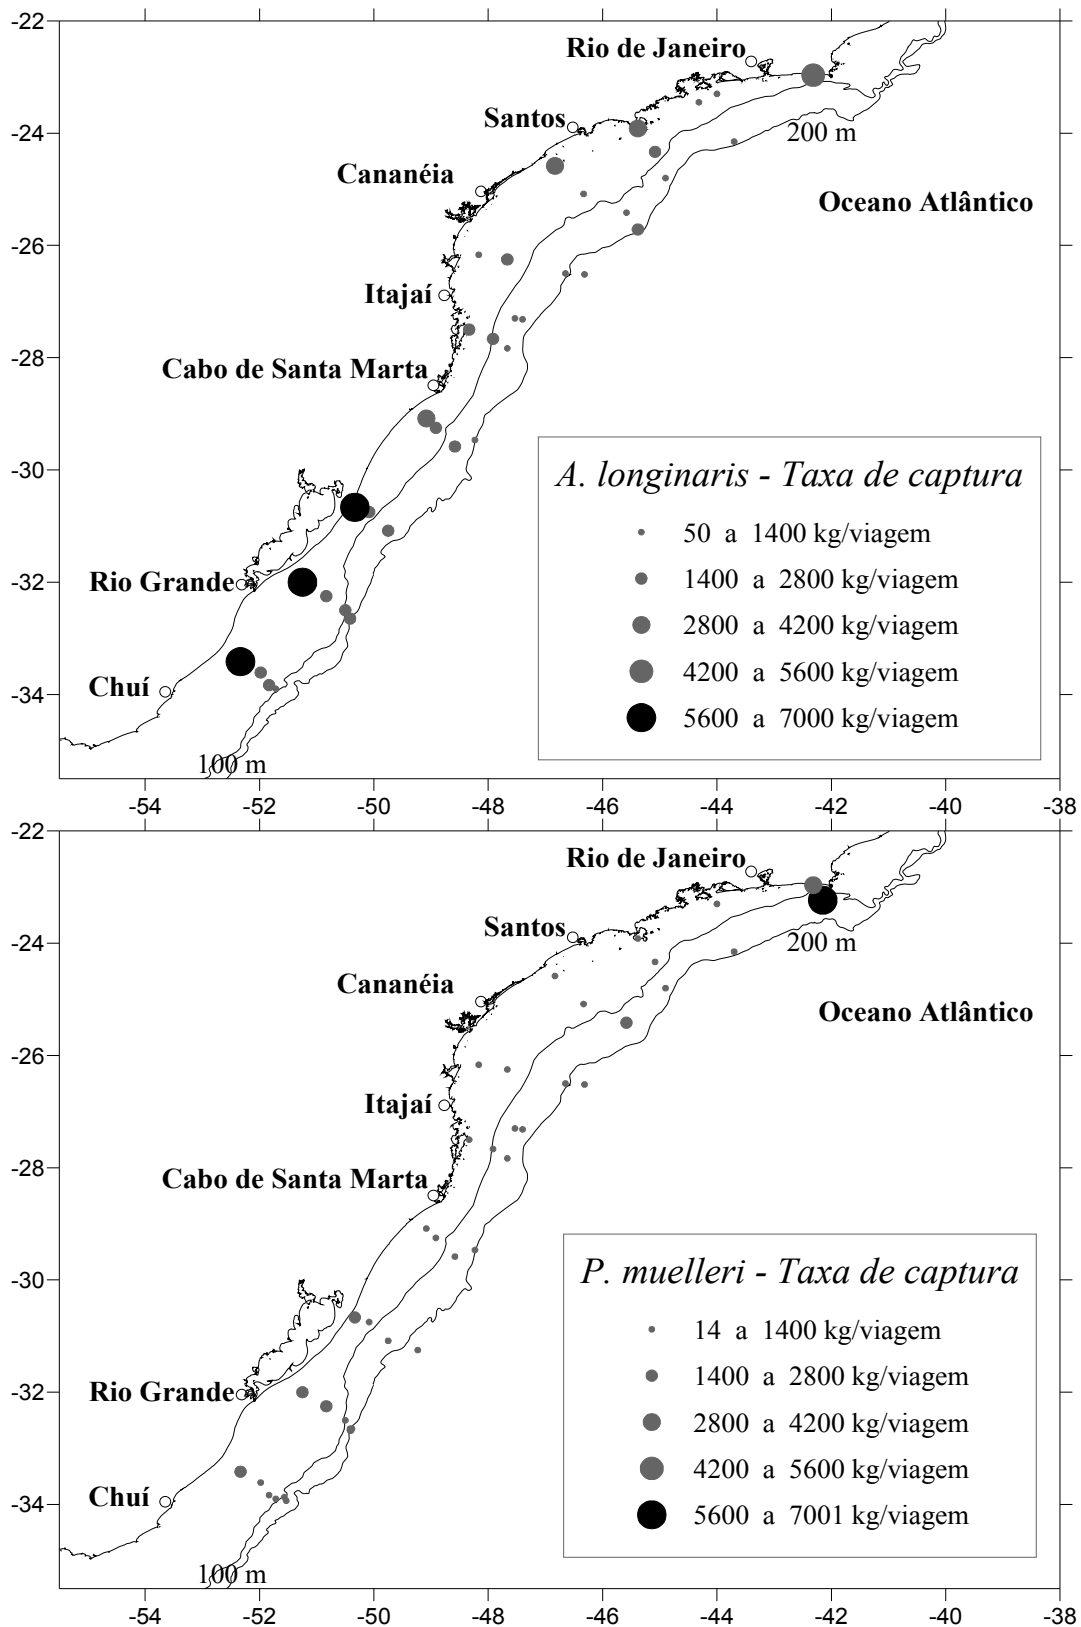 -22
Rio de Janeiro
-24
Santos
200 m
Cananéia
Oceano Atlântico
-26
Itajaí
-28
Cabo de Santa Marta
-30
A. longinaris - Taxa de captura
50 a 1400 kg/viagem
-32
Rio Grande
1400 a 2800 kg/viagem
2800 a 4200 kg/viagem
4200 a 5600 kg/viagem
Chuí
-34
5600 a 7000 kg/viagem
100 m
-54 -52 -50 -48 -46 -44 -42 -40 -38
-22
Rio de Janeiro
-24
Santos
200 m
Cananéia
Oceano Atlântico
-26
Itajaí
-28
Cabo de Santa Marta
-30
P. muelleri - Taxa de captura
14 a 1400 kg/viagem
1400 a 2800 kg/viagem
-32
Rio Grande
2800 a 4200 kg/viagem
4200 a 5600 kg/viagem
Chuí
-34
5600 a 7001 kg/viagem
100 m
-54 -52 -50 -48 -46 -44 -42 -40 -38